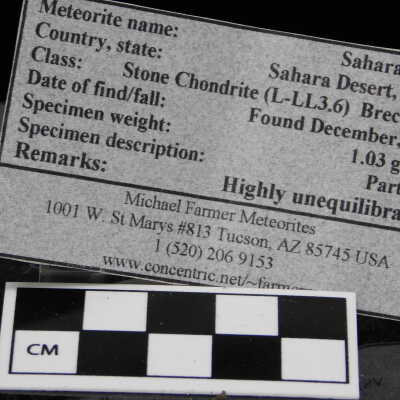 Meteorite name: Sahara
Country, state: Sahara Desert,
Class: Stone Chondrite (L-LL3.6) Brec
Date of find/fall: Found December,
Specimen weight: 1.03 g
Specimen description: Part
Remarks: Highly unequilibra
Michael Farmer Meteorites
1001 W. St Marys #813 Tucson, AZ 85745 USA
1 (520) 206 9153
www.concentric.net/~farmer
CM